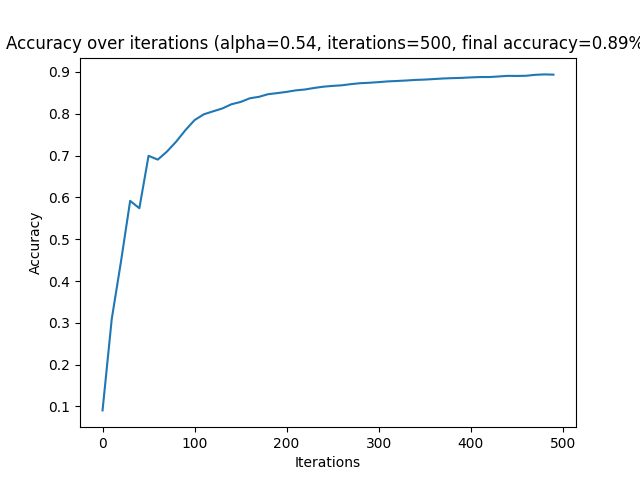 Accuracy over iterations (alpha=0.54, iterations=500, final accuracy=0.89%
0.9
0.8
0.7
0.6
0.5
0.4
0.3
0.2
0.1
Accuracy
0 100 200 300 400 500
Iterations